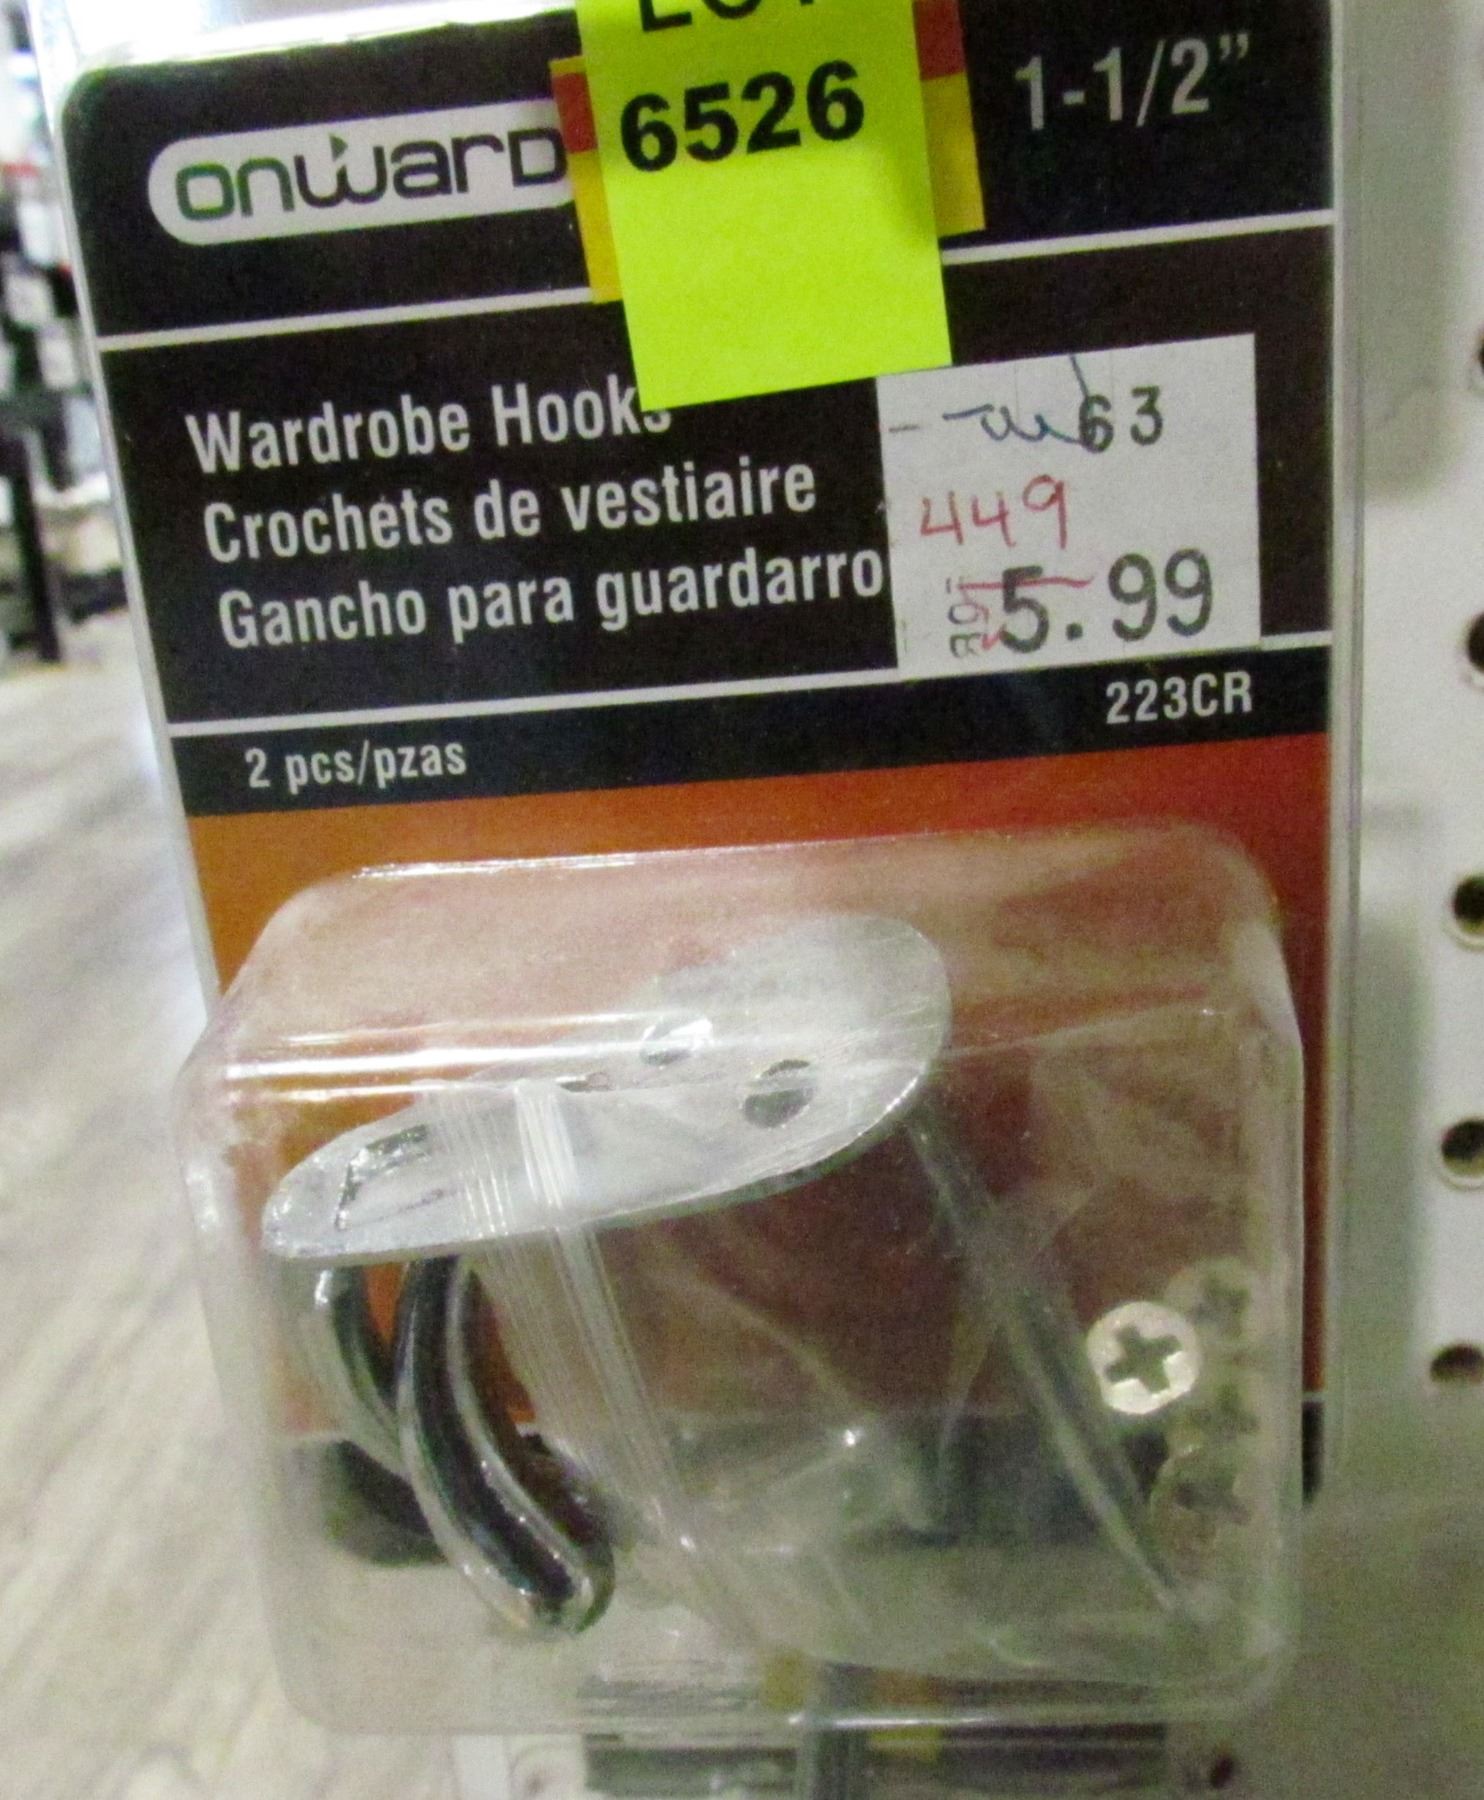 6526
1-1/2”
onward
Wardrobe Hooks
Crochets de vestiaire
Gancho para guardarro
63
449
5.99
223CR
2 pcs/pzas